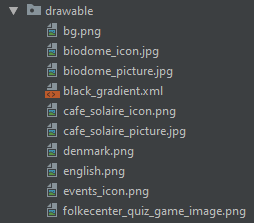 drawable
bg.png
biodome_icon.jpg
biodome_picture.jpg
black_gradient.xml
cafe_solaire_icon.png
cafe_solaire_picture.jpg
denmark.png
english.png
events_icon.png
folkecenter_quiz_game_image.png